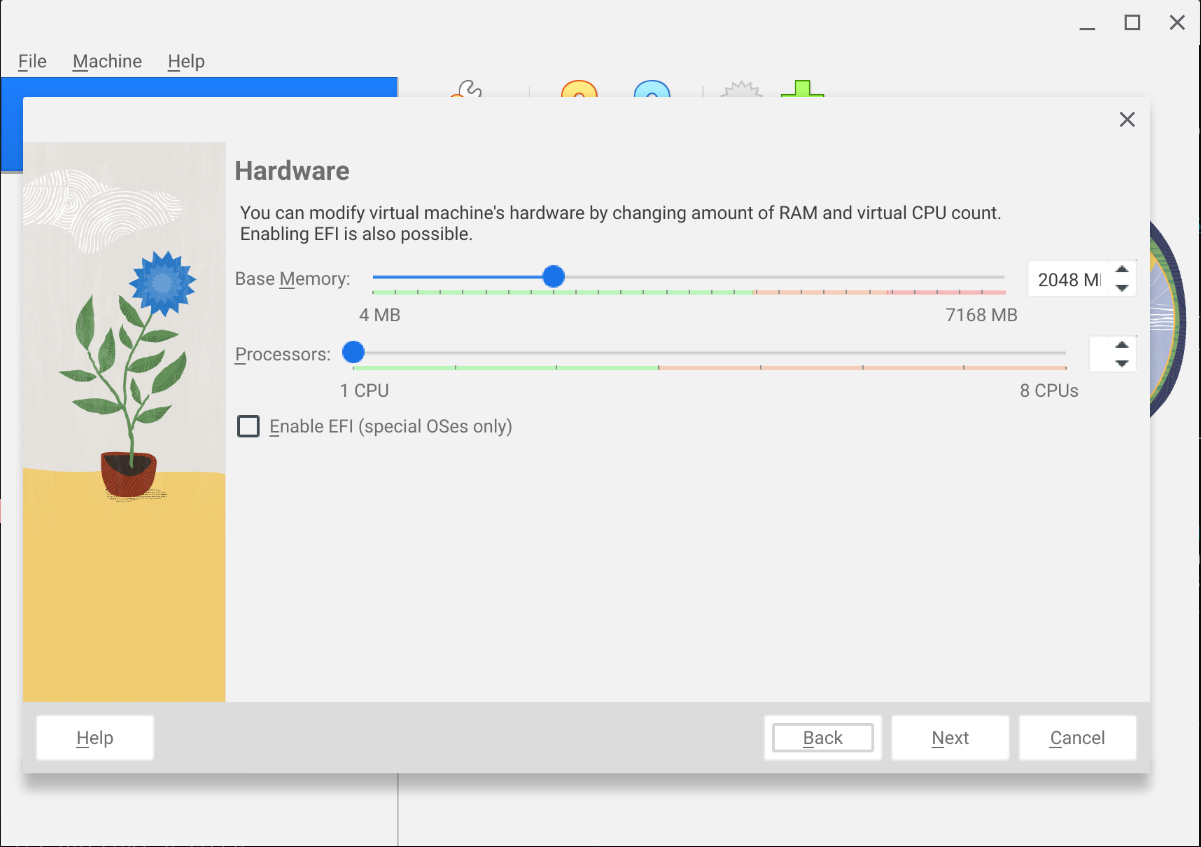 File Machine Help
Hardware
You can modify virtual machine's hardware by changing amount of RAM and virtual CPU count.
Enabling EFI is also possible.
Base Memory: 2048 M
4 MB 7168 MB
Processors:
1 CPU 8 CPUs
Enable EFI (special OSes only)
Help Back Next Cancel